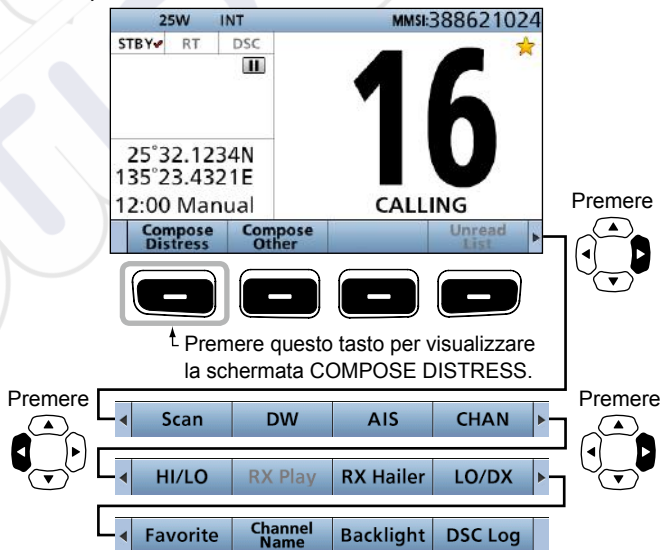 25W INT MMSI:388621024
STBY RT DSC
16
25°32.1234N
135°23.4321E
12:00 Manual CALLING
Compose Distress Compose Other Unread List
Premere
Premere questo tasto per visualizzare
la schermata COMPOSE DISTRESS.
Premere Premere
Scan DW AIS CHAN
HI/LO RX Play RX Hailer LO/DX
Favorite Channel Name Backlight DSC Log